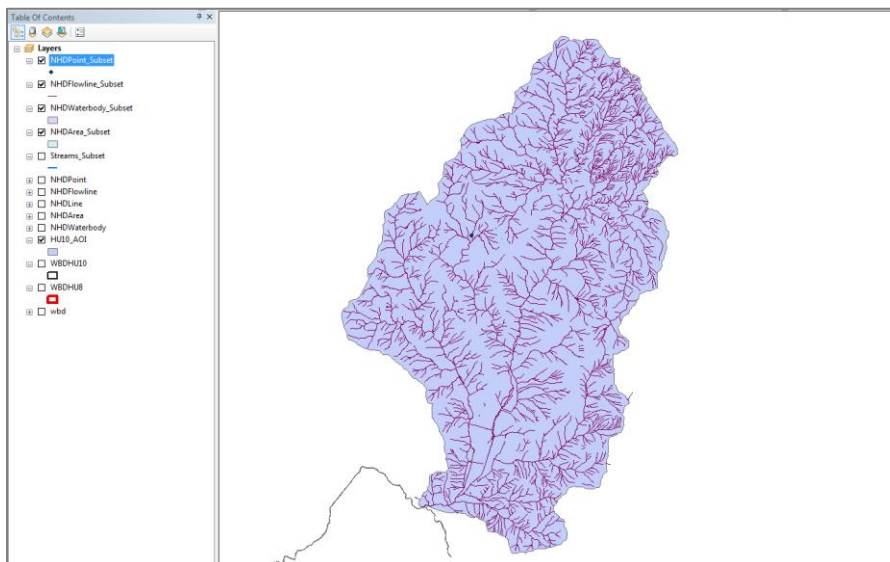 Table Of Contents
Layers
NHDPoint_Subset
NHDFlowline_Subset
NHDWaterbody_Subset
NHDArea_Subset
Streams_Subset
NHDPoint
NHDFlowline
NHDLine
NHDArea
NHDWaterbody
HU10_AOI
WBDHU10
WBDHU8
wbd